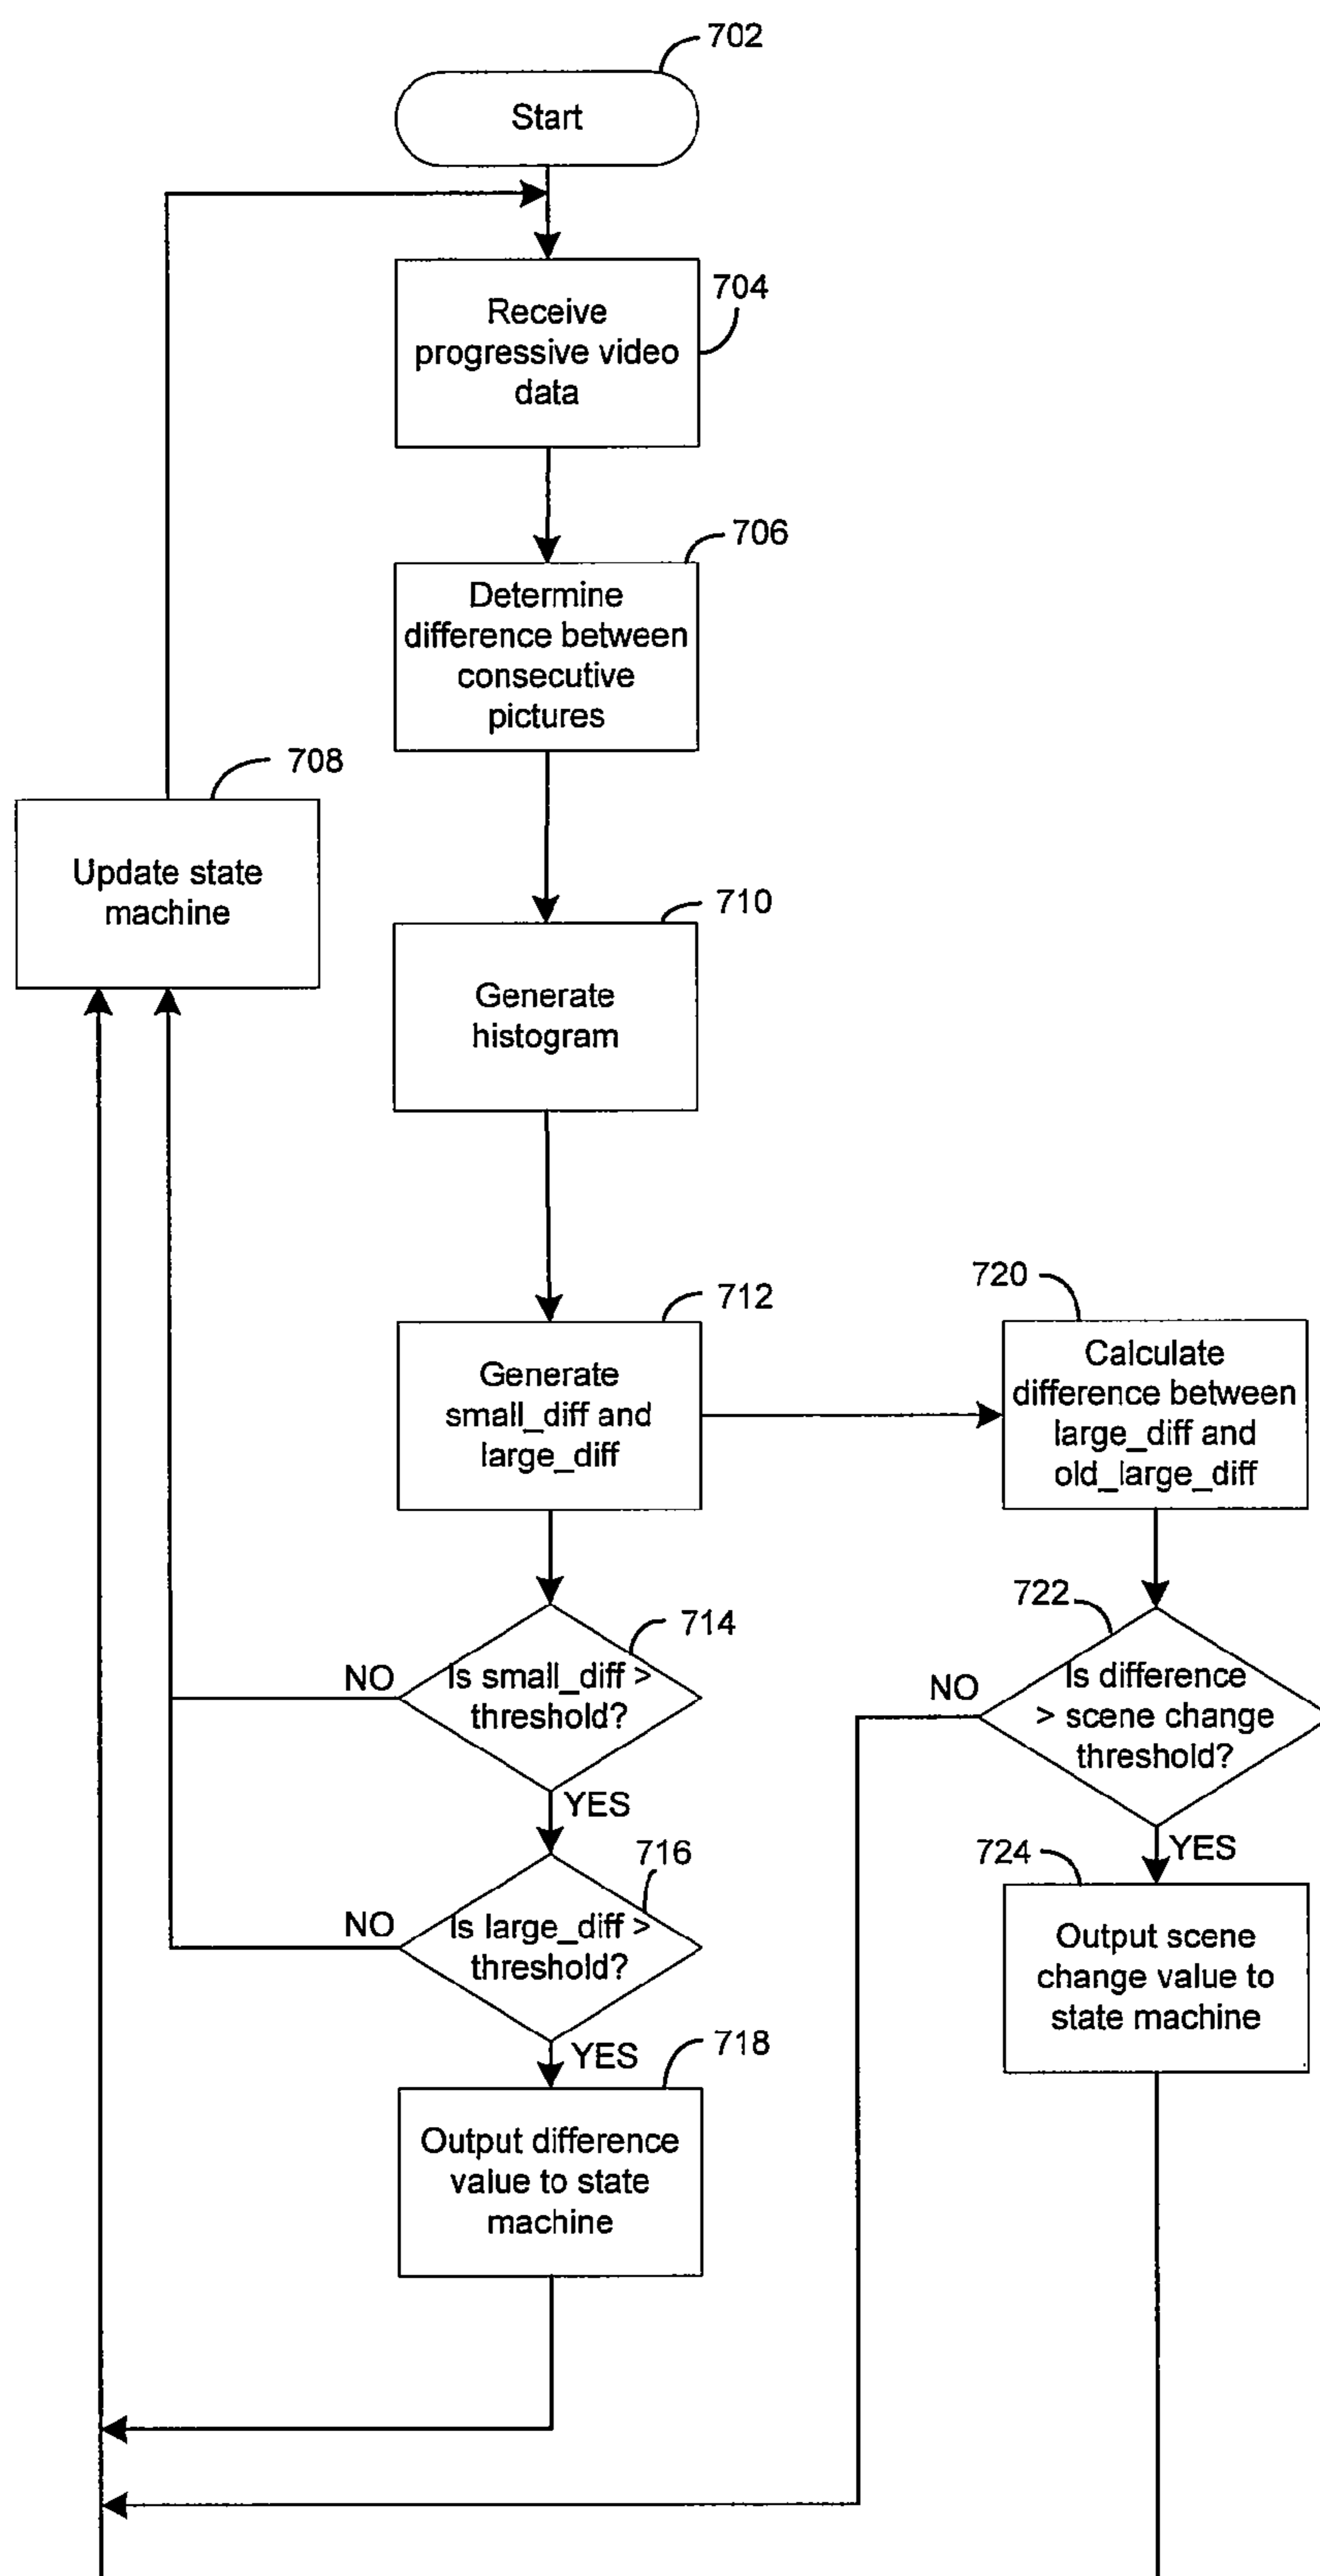 702
Start
704
Receive
progressive video
data
706
Determine
difference between
consecutive
pictures
708
Update state
machine
710
Generate
histogram
712
Generate
small_diff and
large_diff
720
Calculate
difference between
large_diff and
old_large_diff
714
Is small_diff >
threshold?
NO
YES
722
Is difference
> scene change
threshold?
NO
YES
716
Is large_diff >
threshold?
NO
YES
724
Output scene
change value to
state machine
718
Output difference
value to state
machine